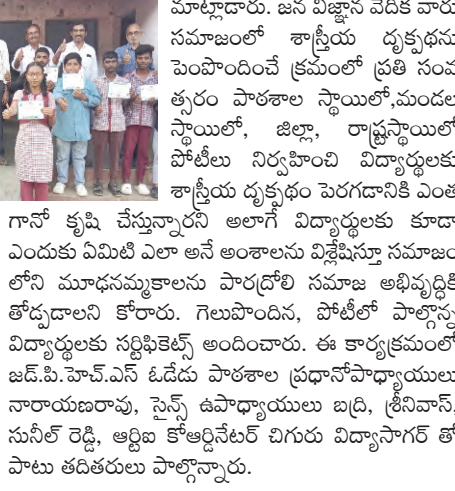 మాట్లాడారు. జన విజ్ఞాన వేదిక వారు
సమాజంలో శాస్త్రీయ దృక్పథను
పెంపొందించే క్రమంలో ప్రతి సంవ
త్సరం పాఠశాల స్థాయిలో,మండల
స్థాయిలో, జిల్లా, రాష్ట్రస్థాయిలో
పోటీలు నిర్వహించి విద్యార్థులకు
శాస్త్రీయ దృక్పథం పెరగడానికి ఎంత
గానో కృషి చేస్తున్నారని అలాగే విద్యార్థులకు కూడా
ఎందుకు ఏమిటి ఎలా అనే అంశాలను విశ్లేషిస్తూ సమాజం
లోని మూఢనమ్మకాలను పారద్రోలి సమాజ అభివృద్ధికి
తోడ్పడాలని కోరారు. గెలుపొందిన, పోటీలో పాల్గొన్న
విద్యార్థులకు సర్టిఫికెట్స్ అందించారు. ఈ కార్యక్రమంలో
జడ్.పి.హెచ్.ఎస్ ఓడేడు పాఠశాల ప్రధానోపాధ్యాయులు
నారాయణరావు, సైన్స్ ఉపాధ్యాయులు బద్రి, శ్రీనివాస్,
సునీల్ రెడ్డి, ఆర్టిఐ కోఆర్డినేటర్ చిగురు విద్యాసాగర్ తో
పాటు తదితరులు పాల్గొన్నారు.